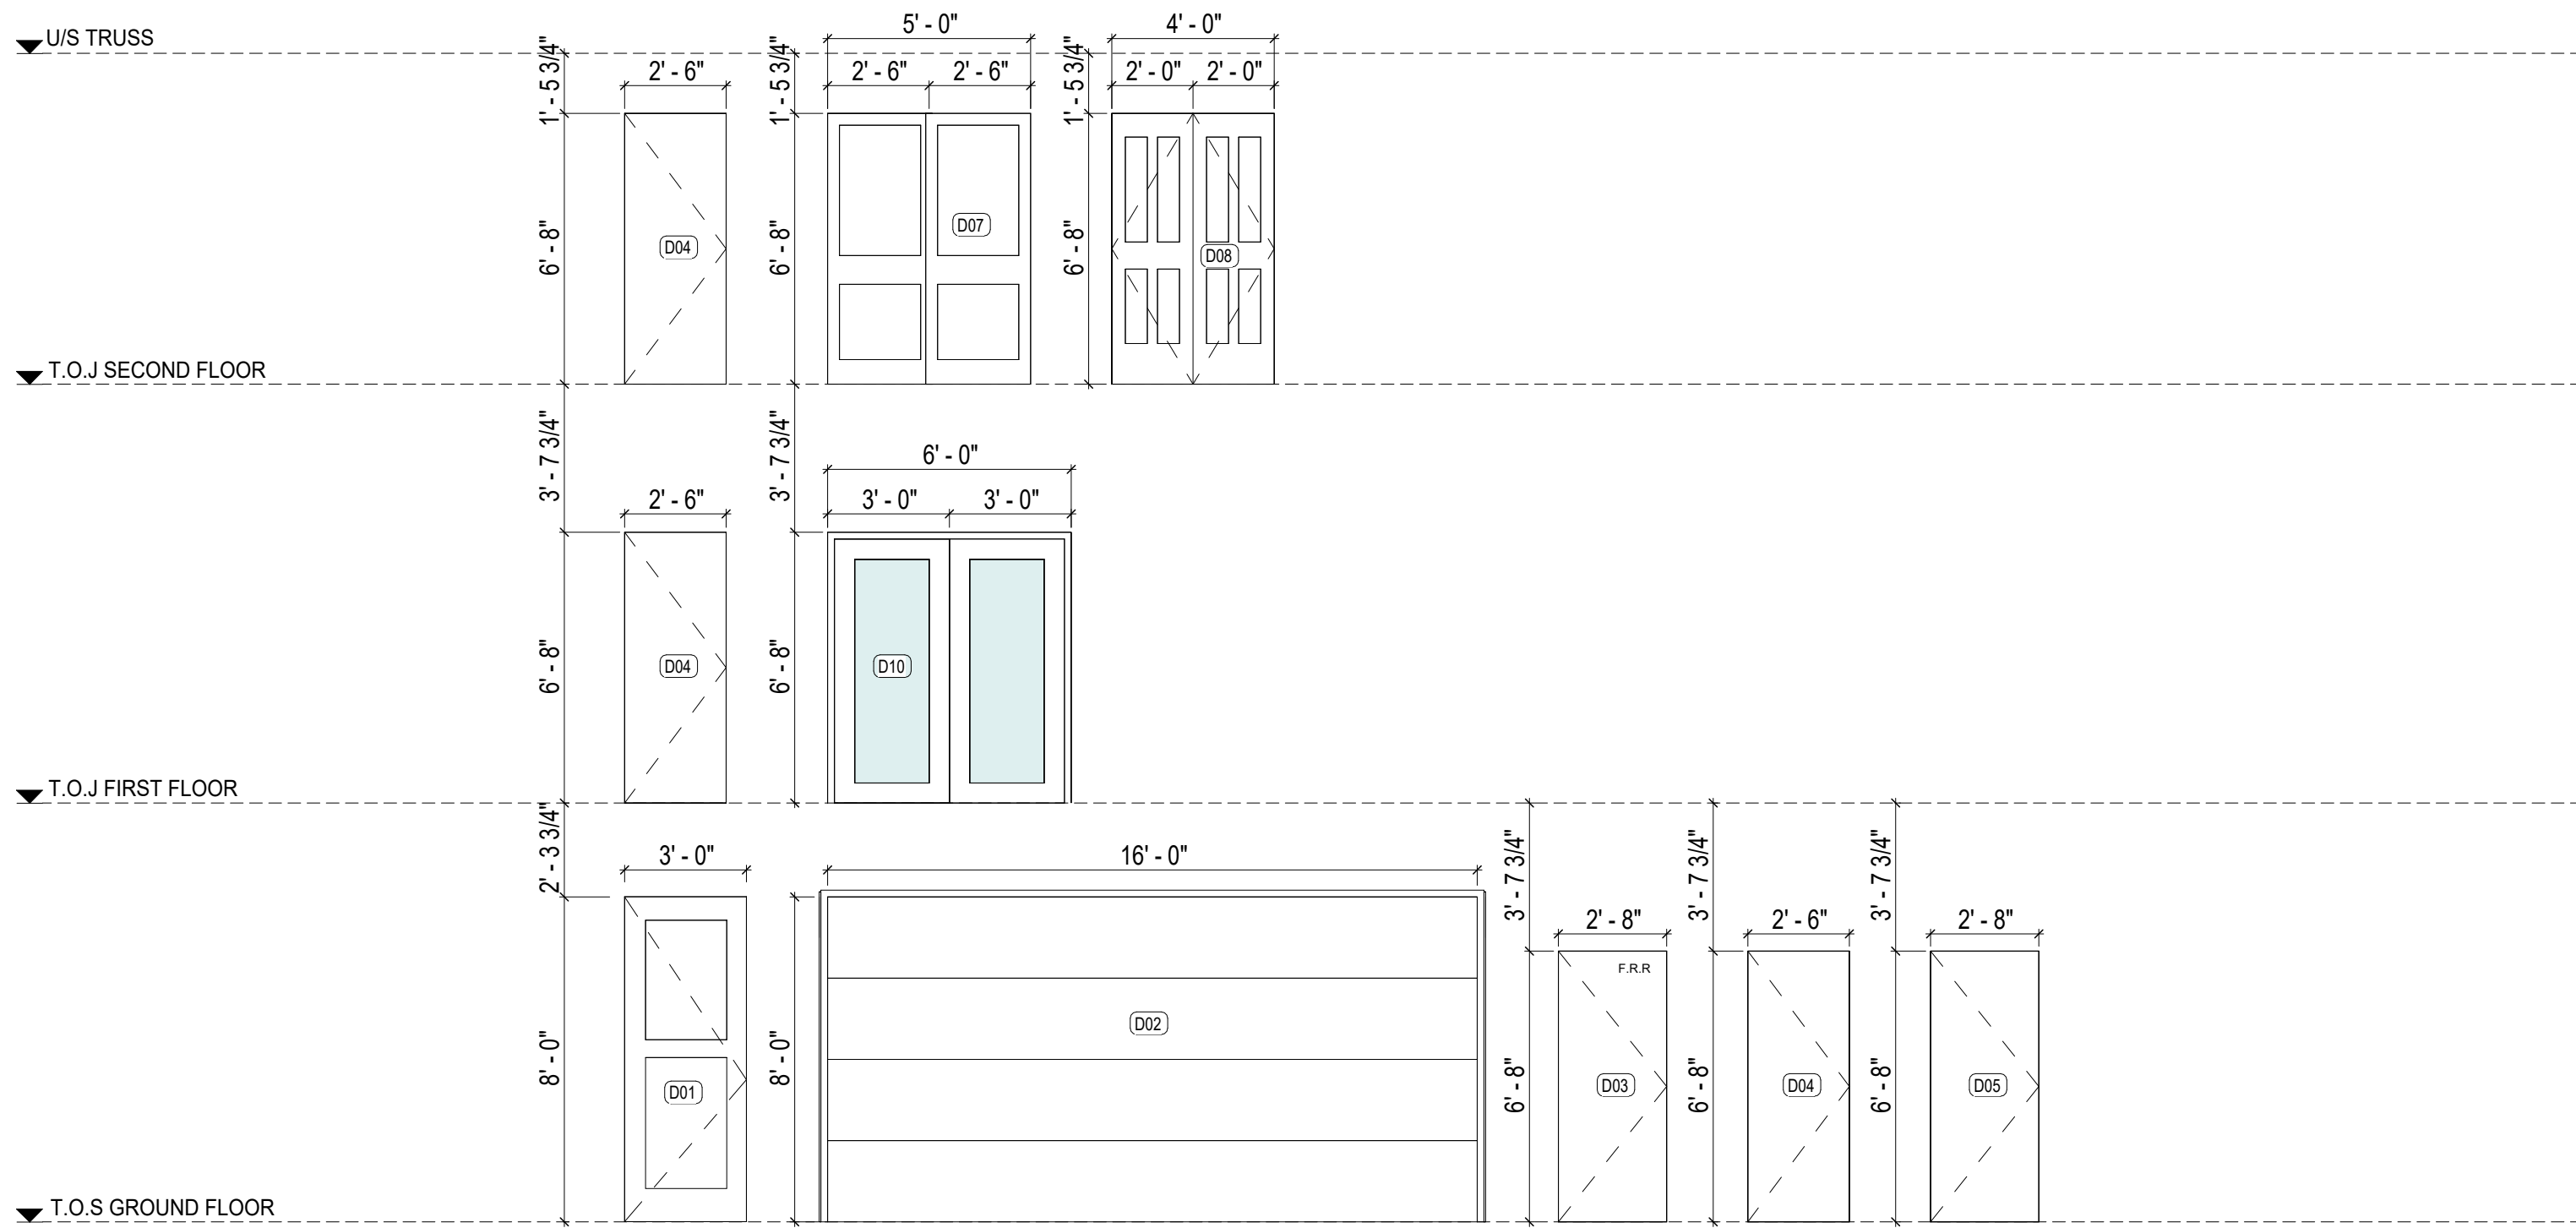 5' - 0"
4' - 0"
U/S TRUSS
1' - 5 3/4"
2' - 6"
1' - 5 3/4"
2' - 6"
2' - 6"
1' - 5 3/4"
2' - 0"
2' - 0"
6' - 8"
D04
6' - 8"
D07
6' - 8"
D08
T.O.J SECOND FLOOR
3' - 7 3/4"
3' - 7 3/4"
6' - 0"
2' - 6"
3' - 0"
3' - 0"
6' - 8"
D04
6' - 8"
D10
T.O.J FIRST FLOOR
2' - 3 3/4"
3' - 0"
16' - 0"
3' - 7 3/4"
3' - 7 3/4"
3' - 7 3/4"
2' - 8"
2' - 6"
2' - 8"
F.R.R
D02
8' - 0"
D01
8' - 0"
6' - 8"
D03
6' - 8"
D04
6' - 8"
D05
T.O.S GROUND FLOOR